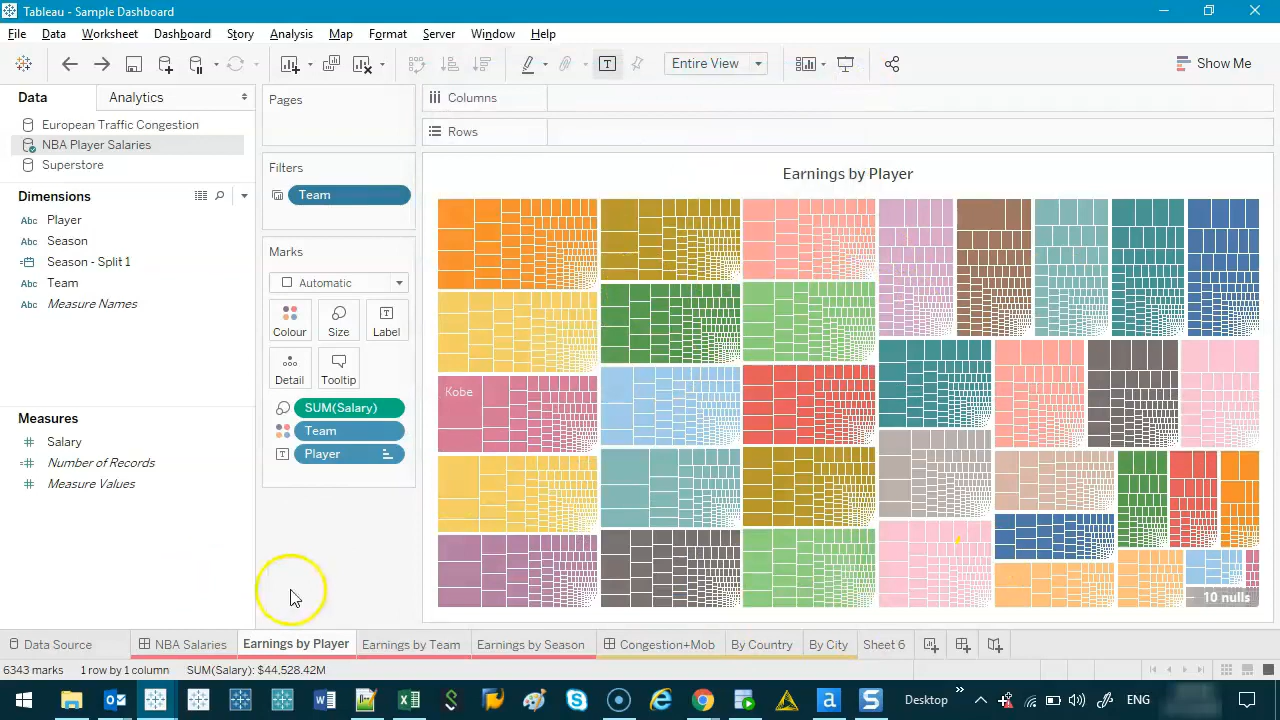 Tableau - Sample Dashboard
File Data Worksheet Dashboard Story Analysis Map Format Server Window Help
Entire View
Show Me
Data Analytics
European Traffic Congestion
NBA Player Salaries
Superstore
Dimensions
Abc Player
Abc Season
Season - Split 1
Abc Team
Abc Measure Names
Measures
Salary
Number of Records
Measure Values
Pages
Filters
Team
Marks
Automatic
Colour Size Label
Detail Tooltip
SUM(Salary)
Team
Player
Columns
Rows
Earnings by Player
Kobe
10 nulls
Data Source NBA Salaries Earnings by Player Earnings by Team Earnings by Season Congestion+Mob By Country By City Sheet 6
6343 marks 1 row by 1 column SUM(Salary): $44,528.42M
Desktop » ENG